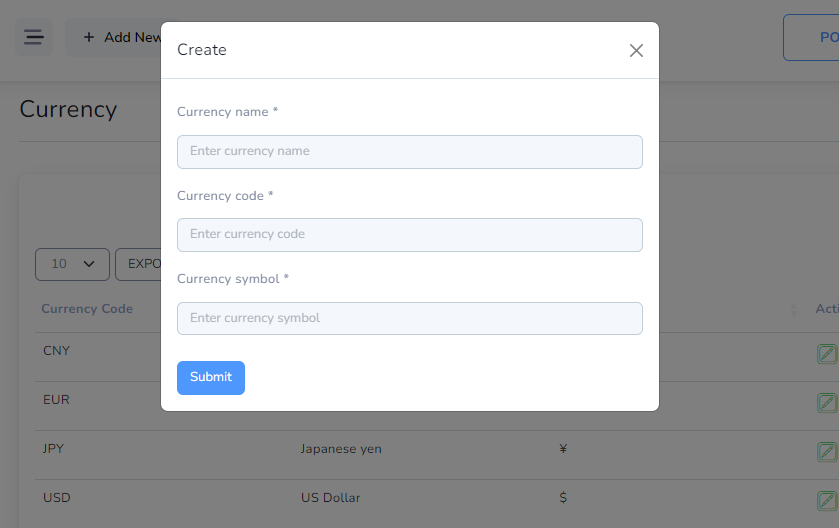 + Add New
PO
Create
Currency
Currency name *
Enter currency name
Currency code *
Enter currency code
Currency symbol *
Enter currency symbol
Submit
10
EXPO
Currency Code
Acti
CNY
EUR
JPY Japanese yen ¥
USD US Dollar $